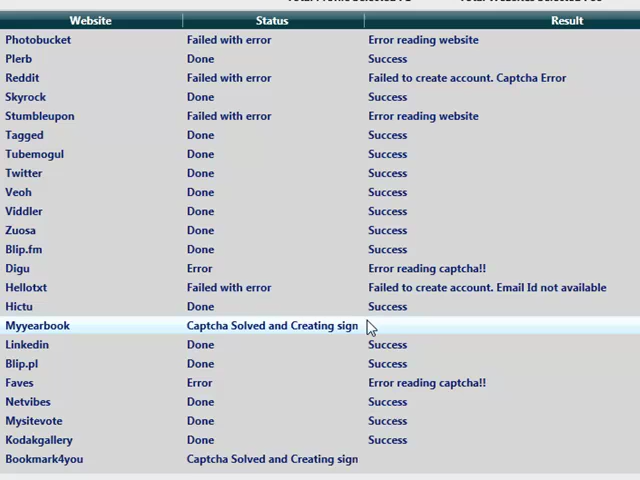 Website Status Result
Photobucket Failed with error Error reading website
Plerb Done Success
Reddit Failed with error Failed to create account. Captcha Error
Skyrock Done Success
Stumbleupon Failed with error Error reading website
Tagged Done Success
Tubemogul Done Success
Twitter Done Success
Veoh Done Success
Viddler Done Success
Zuosa Done Success
Blip.fm Done Success
Digu Error Error reading captcha!!
Hellotxt Failed with error Failed to create account. Email Id not available
Hictu Done Success
Myyearbook Captcha Solved and Creating sign
Linkedin Done Success
Blip.pl Done Success
Faves Error Error reading captcha!!
Netvibes Done Success
Mysitevote Done Success
Kodakgallery Done Success
Bookmark4you Captcha Solved and Creating sign